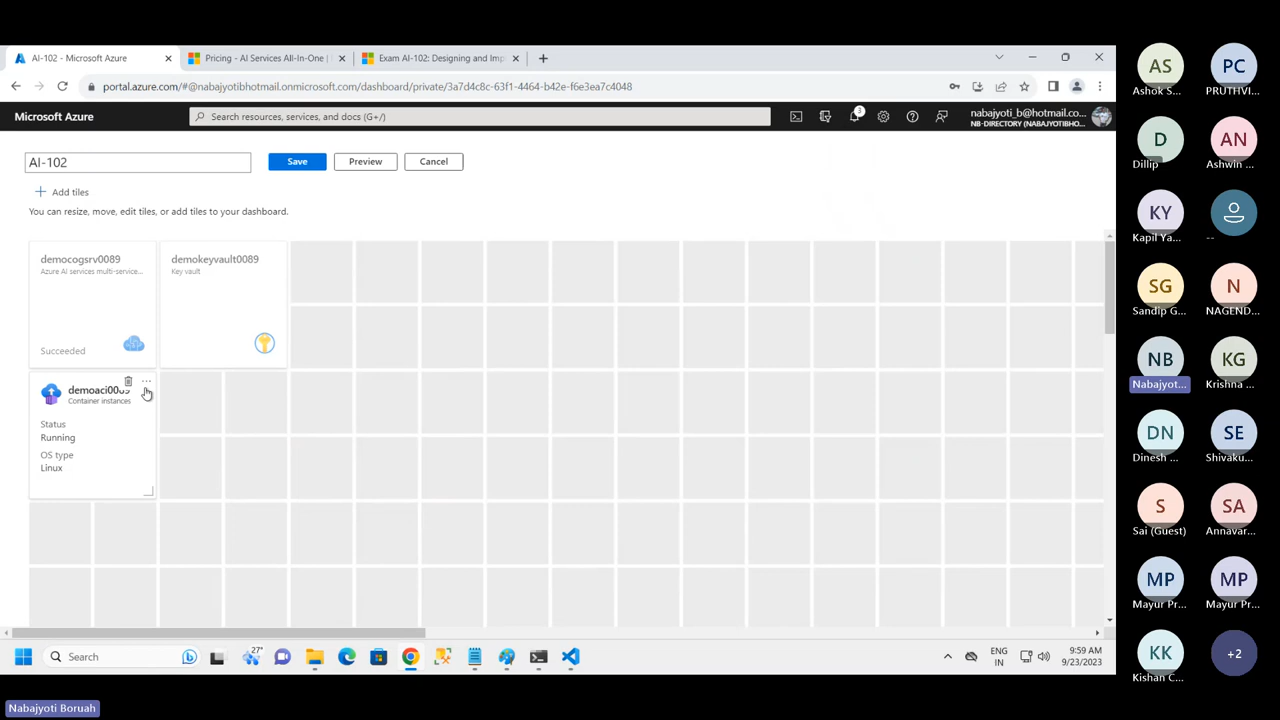 AI-102 - Microsoft Azure
Pricing - AI Services All-In-One |
Exam AI-102: Designing and Imp
portal.azure.com/#@nabajyotibhotmail.onmicrosoft.com/dashboard/private/3a7d4c8c-63f1-4464-b42e-f6e3ea7c4048
Microsoft Azure
Search resources, services, and docs (G+/)
3
nabajyoti_b@hotmail.co...
NB-DIRECTORY (NABAJYOTIBHO...
AI-102
Save
Preview
Cancel
Add tiles
You can resize, move, edit tiles, or add tiles to your dashboard.
democogsrv0089
Azure AI services multi-service...
Succeeded
demokeyvault0089
Key vault
demoaci0089
Container instances
Status
Running
OS type
Linux
Search
27°
ENG
IN
9:59 AM
9/23/2023
AS
Ashok S...
PC
PRUTHVI...
D
Dillip
AN
Ashwin ...
KY
Kapil Ya...
--
SG
Sandip G...
N
NAGEND...
NB
Nabajyot...
KG
Krishna ...
DN
Dinesh ...
SE
Shivaku...
S
Sai (Guest)
SA
Annavar...
MP
Mayur Pr...
MP
Mayur Pr...
KK
Kishan C...
+2
Nabajyoti Boruah